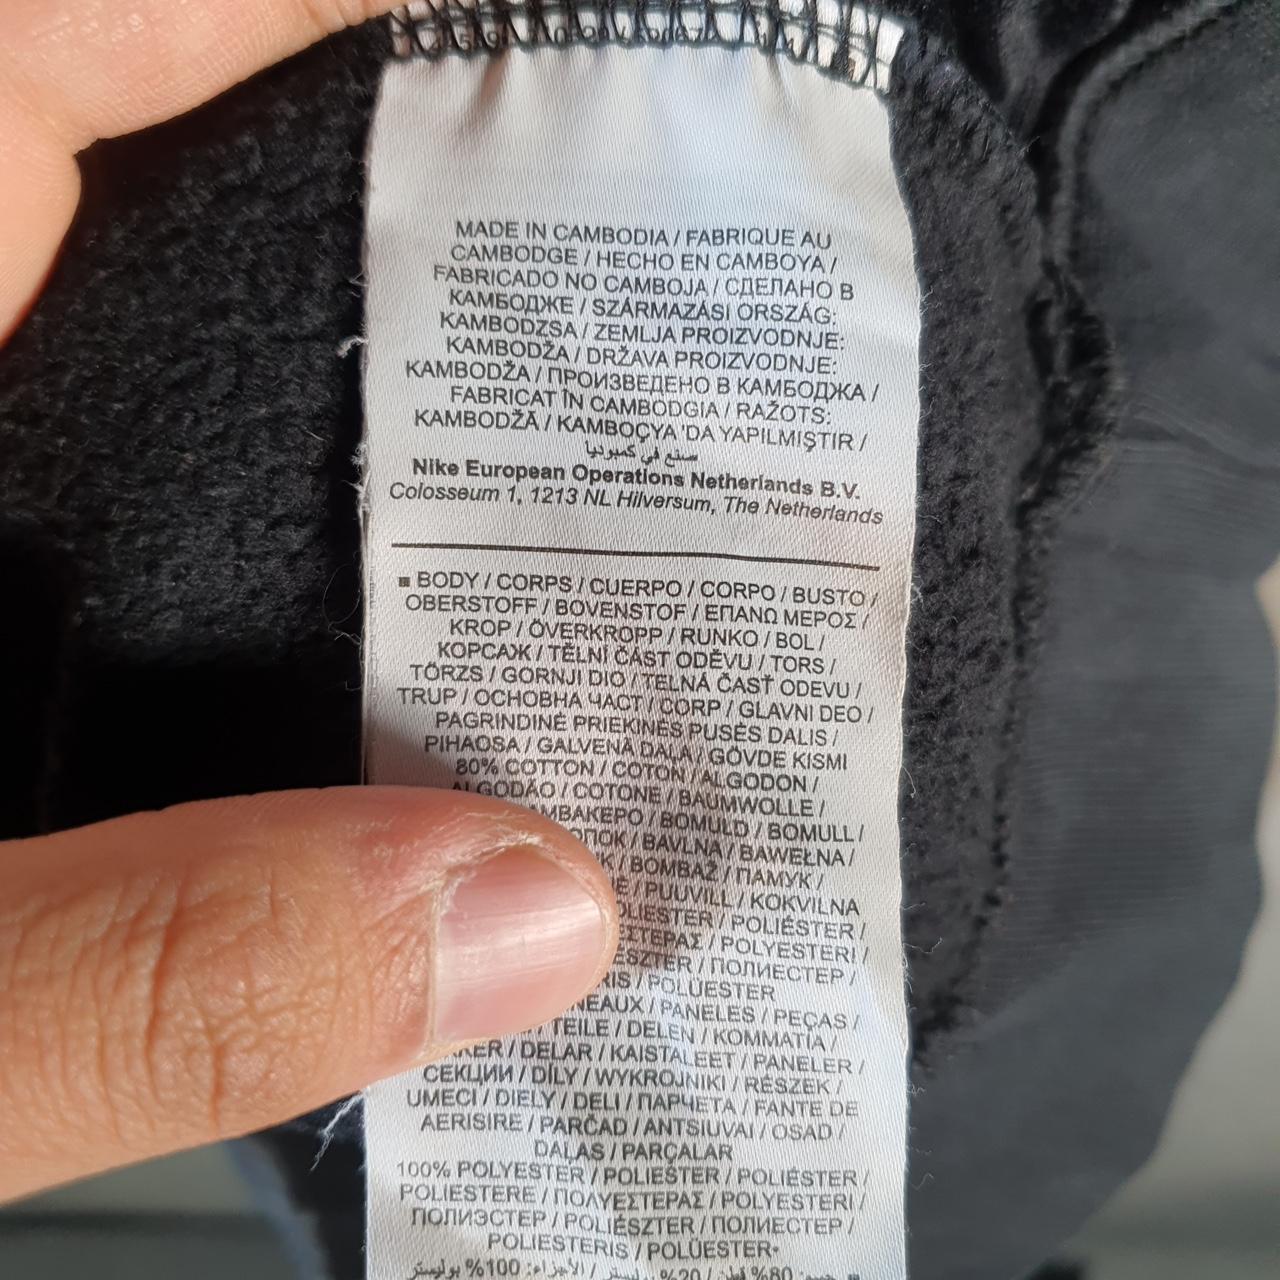 MADE IN CAMBODIA / FABRIQUE AU
CAMBODGE / HECHO EN CAMBOYA /
FABRICADO NO CAMBOJA / СДЕЛАНО В
КАМБОДЖЕ / SZÁRMAZÁSI ORSZÁG:
KAMBODZSA / ZEMLJA PROIZVODNJE:
KAMBODŽA / DRŽAVA PROIZVODNJE:
KAMBODŽA / ПРОИЗВЕДЕНО В КАМБОДЖА /
FABRICAT ÎN CAMBODGIA / RAŽOTS:
KAMBODŽĀ / KAMBOÇYA 'DA YAPILMIŞTIR /
صنع في كمبوديا
Nike European Operations Netherlands B.V.
Colosseum 1, 1213 NL Hilversum, The Netherlands
BODY / CORPS / CUERPO / CORPO / BUSTO /
OBERSTOFF / BOVENSTOF / ΕΠΑΝΩ ΜΕΡΟΣ /
KROP / ÖVERKROPP / RUNKO / BOL /
КОРСАЖ / TĚLNÍ ČÁST ODĚVU / TORS /
TÖRZS / GORNJI DIO / TELNÁ ČASŤ ODEVU /
TRUP / ОСНОВНА ЧАСТ / CORP / GLAVNI DEO /
PAGRINDINĖ PRIEKINĖS PUSĖS DALIS /
PIHAOSA / GALVENĀ DAĻA / GÖVDE KISMI
80% COTTON / COTON / ALGODON /
ALGODÃO / COTONE / BAUMWOLLE /
ΒΑΜΒΑΚΕΡΟ / BOMULD / BOMULL /
BAVLNA / BAWEŁNA /
BOMBAŽ / ПАМУК /
PUUVILL / KOKVILNA
POLIÉSTER /
POLYESTERI /
ПОЛИЕСТЕР /
POLÜESTER
PANELES / PEÇAS /
TEILE / DELEN / KOMMATIA /
DELAR / KAISTALEET / PANELER /
СЕКЦИИ / DÍLY / WYKROJNIKI / RÉSZEK /
UMECI / DIELY / DELI / ПАРЧЕТА / FANTE DE
AERISIRE / PARČAD / ANTSIUVAI / OSAD /
DAĻAS / PARÇALAR
100% POLYESTER / POLIEŠTER / POLIÉSTER /
POLIESTERE / ΠΟΛΥΕΣΤΕΡΑΣ / POLYESTERI /
ПОЛИЭСТЕР / POLIÉSZTER / ПОЛИЕСТЕР /
POLIESTERIS / POLÜESTER